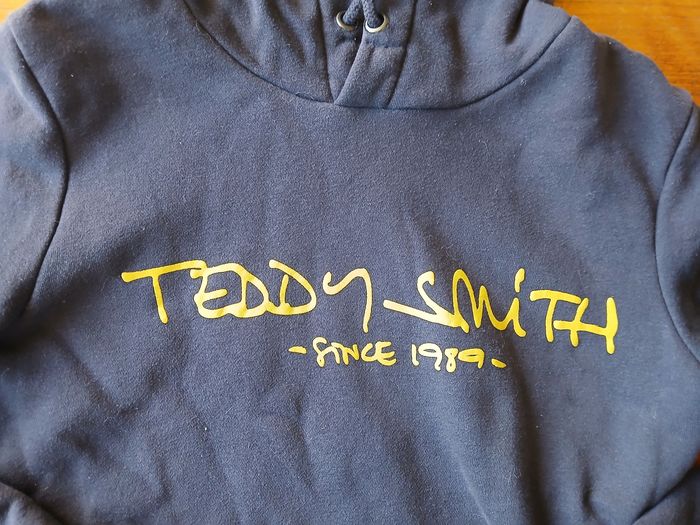 TEDDY SMiTH
- SINCE 1989 -